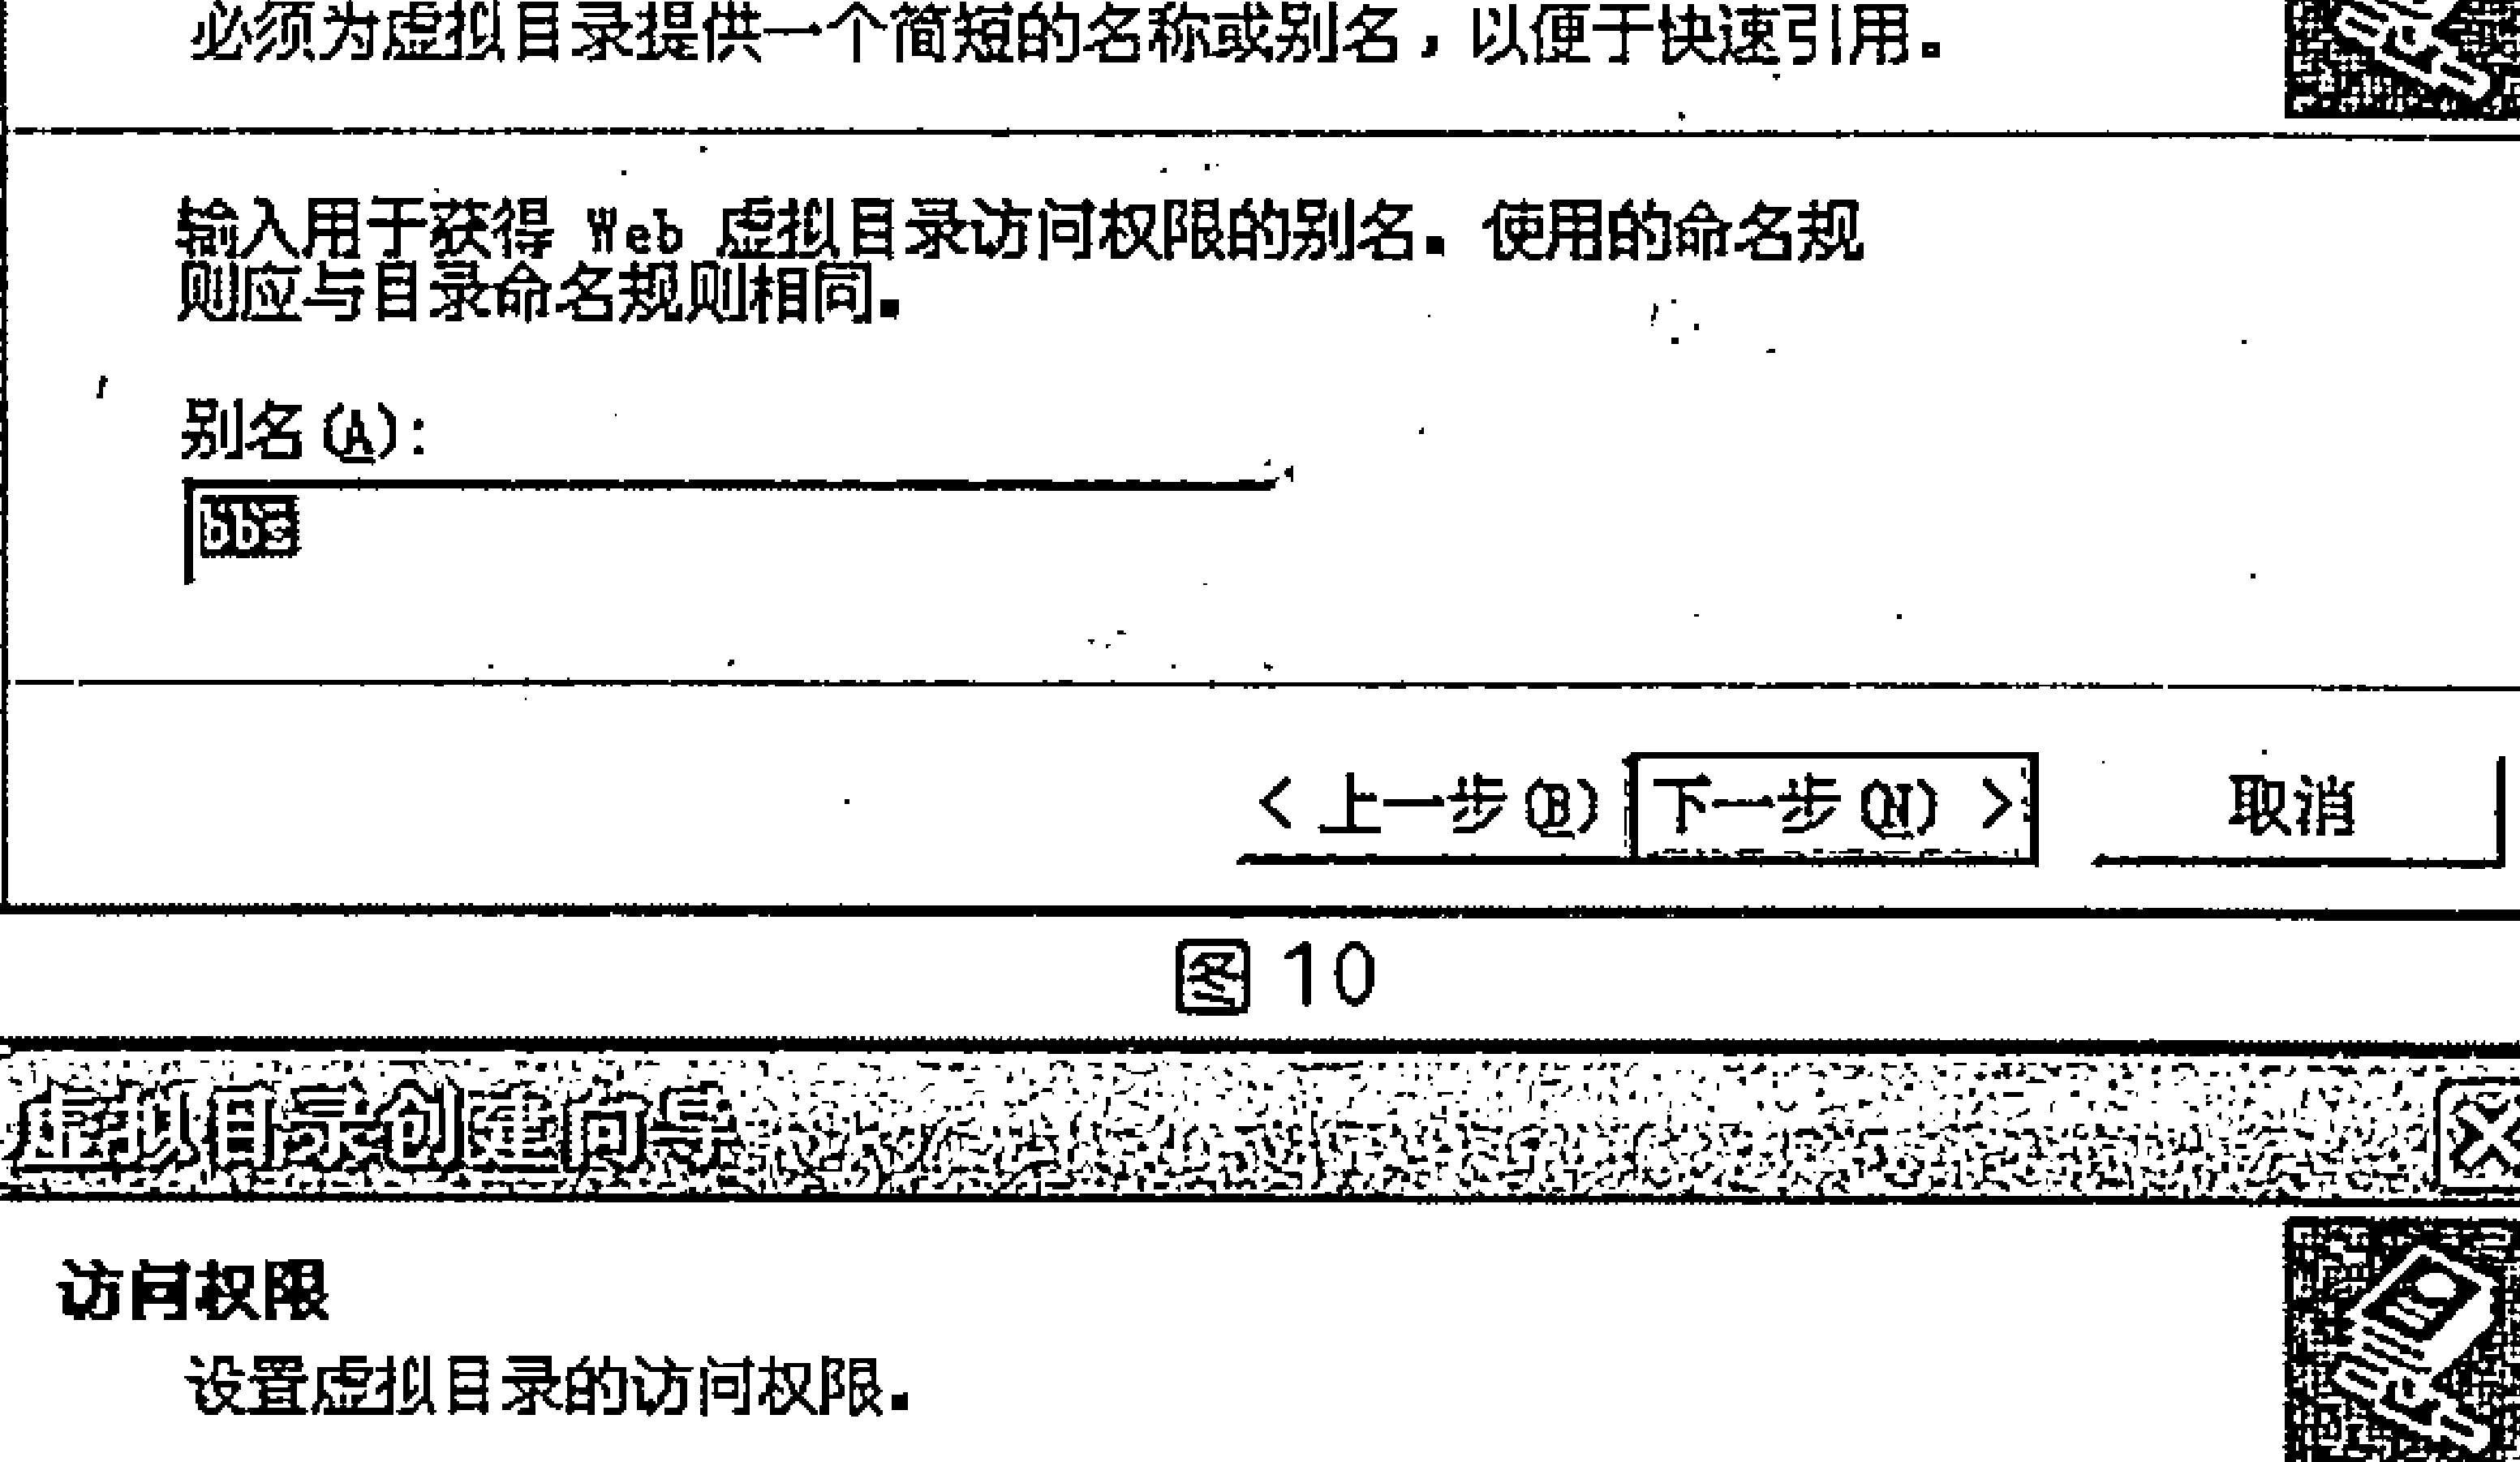 必须为虚拟目录提供一个简短的名称或别名，以便于快速引用。
输入用于获得 Web 虚拟目录访问权限的别名。使用的命名规
则应与目录命名规则相同。
别名(A):
bbs
< 上一步(B) 下一步(N) > 取消
图 10
虚拟目录创建向导
访问权限
设置虚拟目录的访问权限。